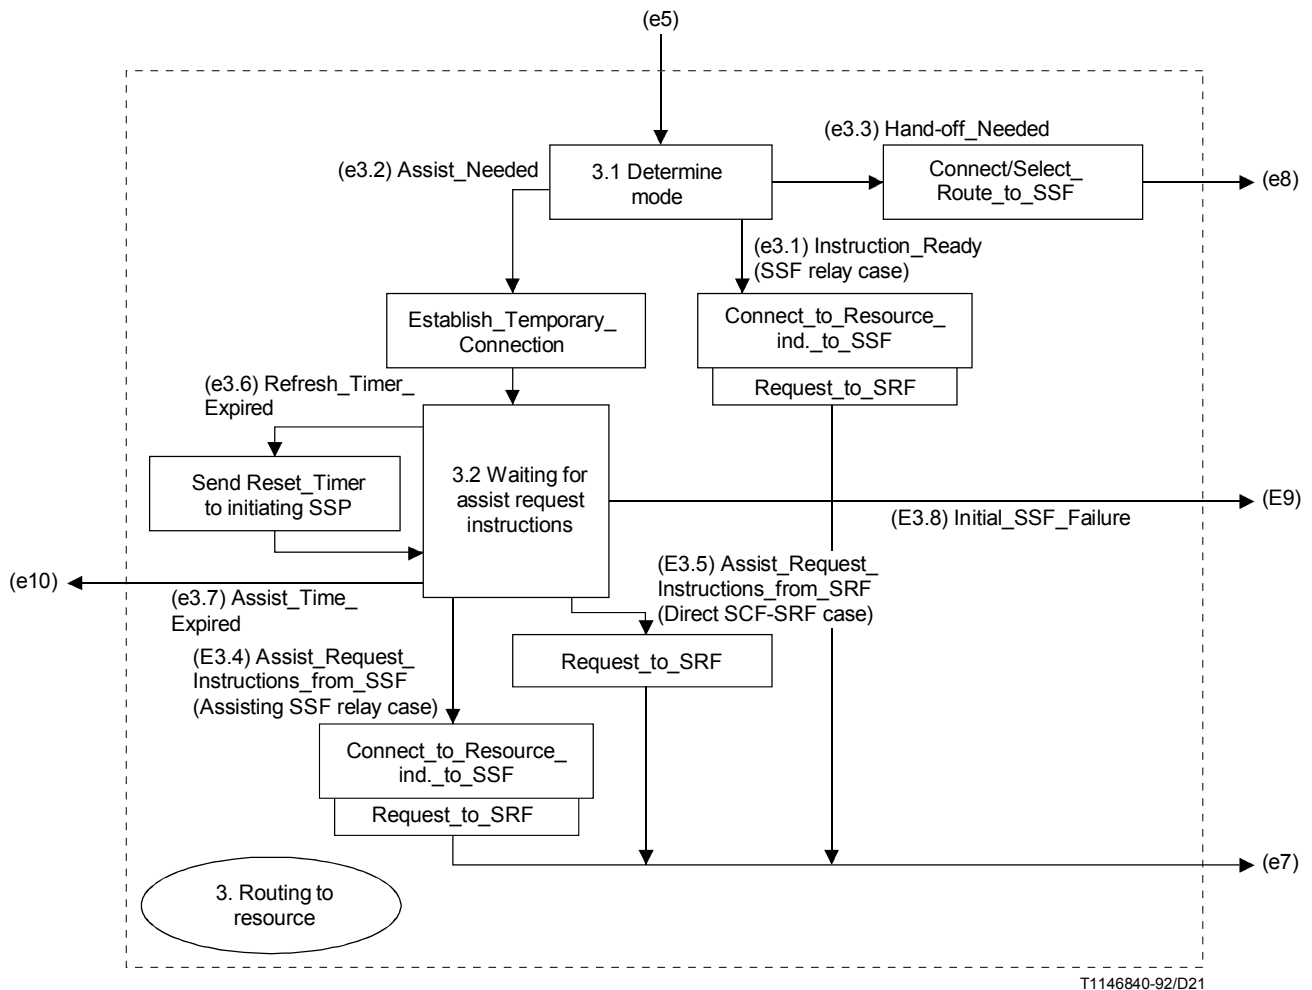 (e5)
(e3.3) Hand-off_Needed
(e3.2) Assist_Needed
3.1 Determine
mode
Connect/Select_
Route_to_SSF
(e8)
(e3.1) Instruction_Ready
(SSF relay case)
Establish_Temporary_
Connection
Connect_to_Resource_
ind._to_SSF
Request_to_SRF
(e3.6) Refresh_Timer_
Expired
Send Reset_Timer
to initiating SSP
3.2 Waiting for
assist request
instructions
(E9)
(E3.8) Initial_SSF_Failure
(e10)
(e3.7) Assist_Time_
Expired
(E3.5) Assist_Request_
Instructions_from_SRF
(Direct SCF-SRF case)
(E3.4) Assist_Request_
Instructions_from_SSF
(Assisting SSF relay case)
Request_to_SRF
Connect_to_Resource_
ind._to_SSF
Request_to_SRF
(e7)
3. Routing to
resource
T1146840-92/D21